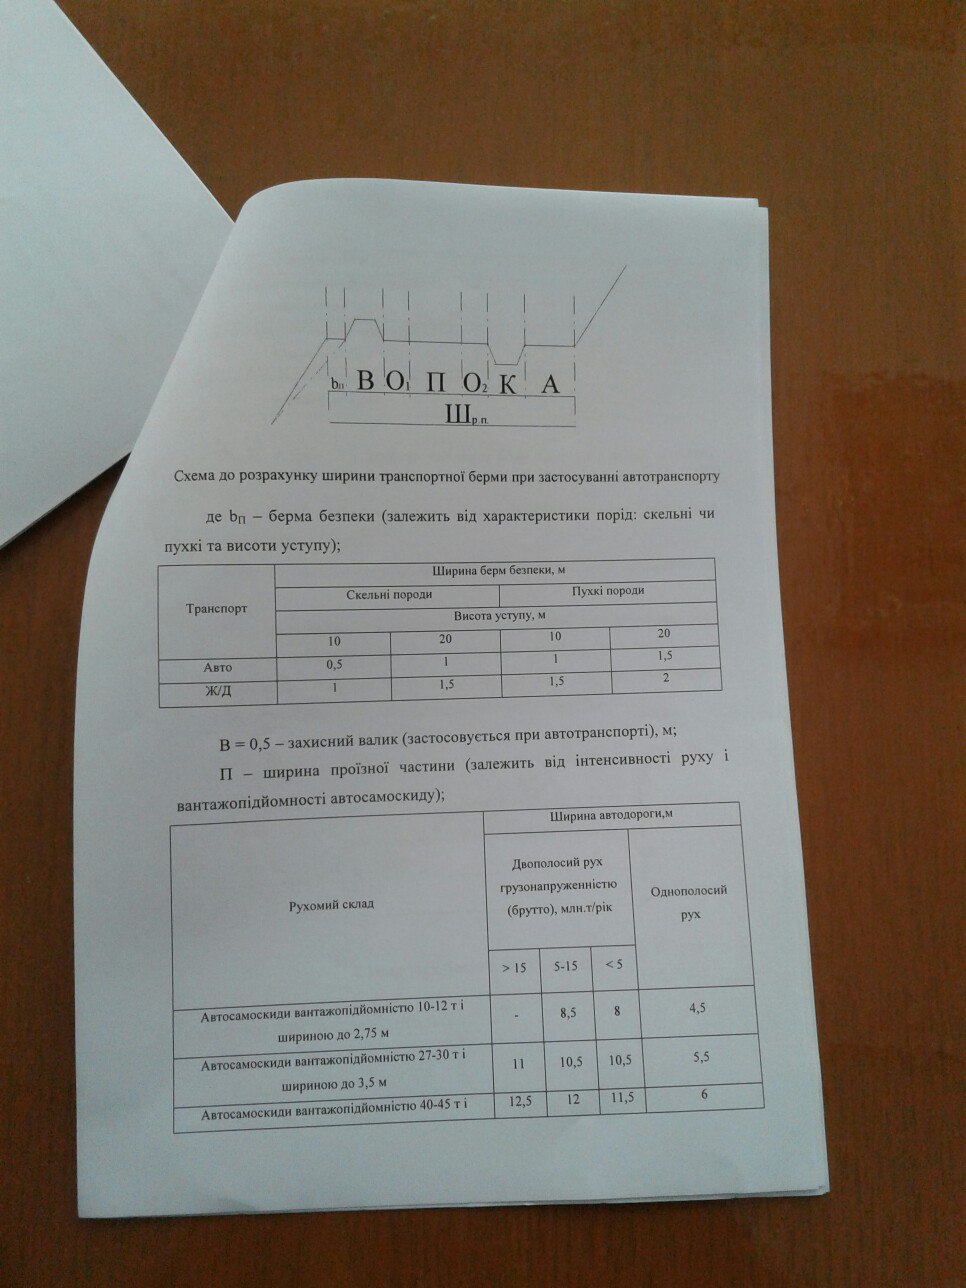 bП В О1 П О2 К А
Шр.п.
Схема до розрахунку ширини транспортної берми при застосуванні автотранспорту
де bП – берма безпеки (залежить від характеристики порід: скельні чи
пухкі та висоти уступу);
Транспорт
Ширина берм безпеки, м
Скельні породи Пухкі породи
Висота уступу, м
10 20 10 20
Авто 0,5 1 1 1,5
Ж/Д 1 1,5 1,5 2
В = 0,5 – захисний валик (застосовується при автотранспорті), м;
П – ширина проїзної частини (залежить від інтенсивності руху і
вантажопідйомності автосамоскиду);
Рухомий склад
Ширина автодороги,м
Двополосий рух
грузонапруженністю
(брутто), млн.т/рік
Однополосий
рух
> 15 5-15 < 5
Автосамоскиди вантажопідйомністю 10-12 т і
шириною до 2,75 м
- 8,5 8 4,5
Автосамоскиди вантажопідйомністю 27-30 т і
шириною до 3,5 м
11 10,5 10,5 5,5
Автосамоскиди вантажопідйомністю 40-45 т і 12,5 12 11,5 6